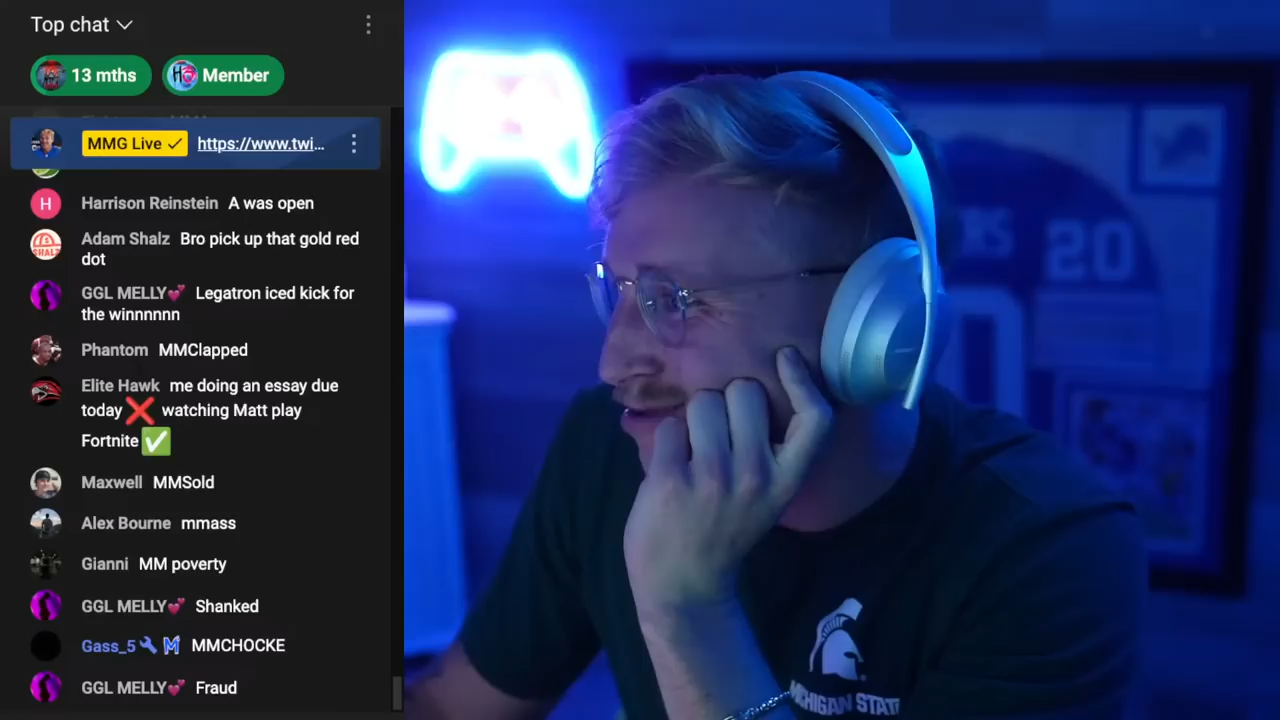 Top chat
13 mths
Member
MMG Live ✓ https://www.twi...
Harrison Reinstein A was open
Adam Shalz Bro pick up that gold red
dot
GGL MELLY💕 Legatron iced kick for
the winnnnnn
Phantom MMClapped
Elite Hawk me doing an essay due
today ❌ watching Matt play
Fortnite ✅
Maxwell MMSold
Alex Bourne mmass
Gianni MM poverty
GGL MELLY💕 Shanked
Gass_5 🔧 M MMCHOCKE
GGL MELLY💕 Fraud
20
MICHIGAN STATE